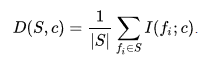 D(S, c) = \frac{1}{|S|} \sum_{f_i \in S} I(f_i; c).